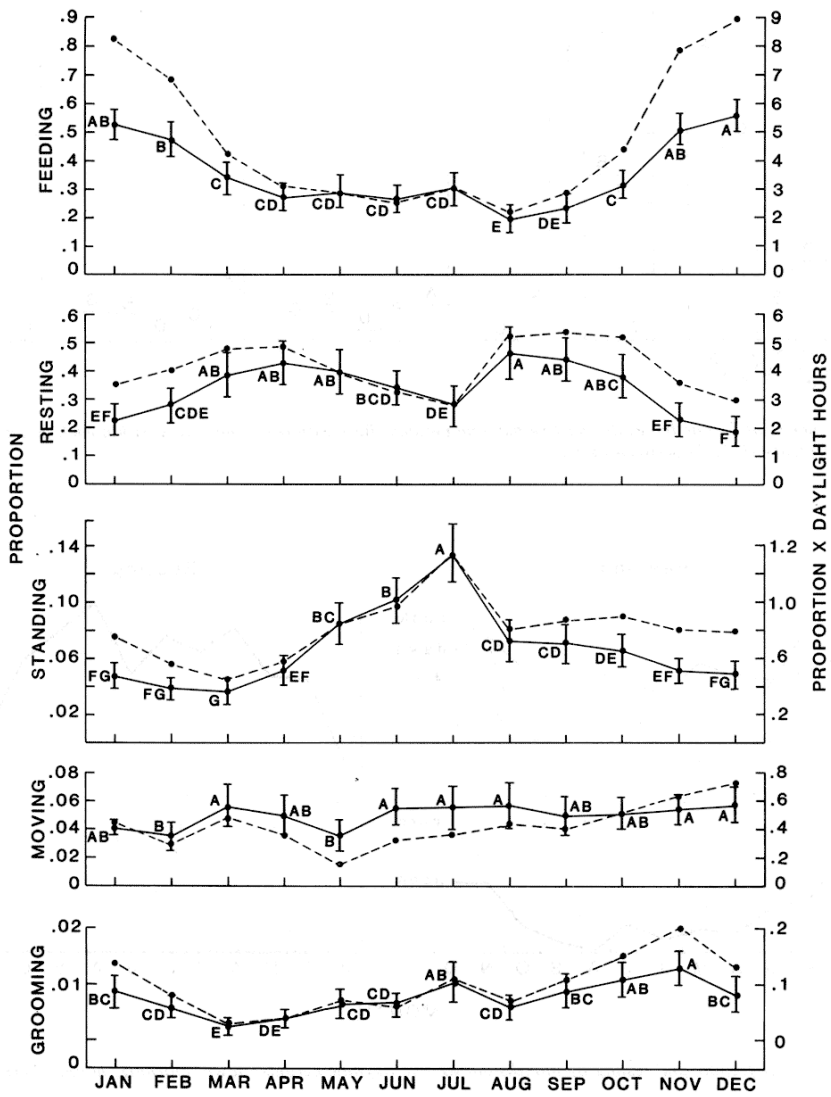 PROPORTION
PROPORTION X DAYLIGHT HOURS
FEEDING
.9 9
.8 8
.7 7
.6 6
.5 5
.4 4
.3 3
.2 2
.1 1
0 0
AB B C CD CD CD CD E DE C AB A
RESTING
.6 6
.5 5
.4 4
.3 3
.2 2
.1 1
0 0
EF CDE AB AB AB BCD DE A AB ABC EF F
STANDING
.14 1.2
.10 1.0
.06 .6
.02 .2
FG FG G EF BC B A CD CD DE EF FG
MOVING
0.08 .8
0.06 .6
0.04 .4
0.02 .2
0 0
AB B A AB B A A A AB AB A A
GROOMING
0.02 .2
0.01 .1
0 0
BC CD E DE CD CD AB CD BC AB A BC
JAN FEB MAR APR MAY JUN JUL AUG SEP OCT NOV DEC